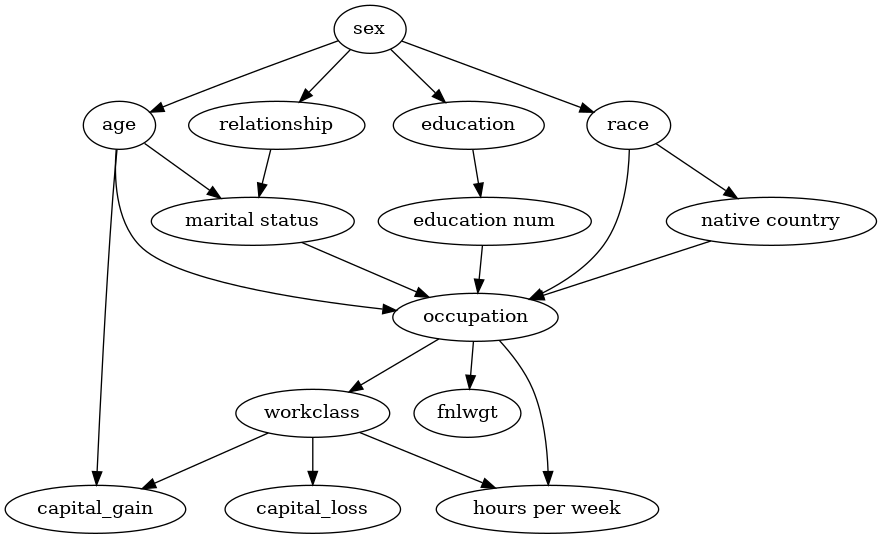 sex
age
relationship
education
race
marital status
education num
native country
occupation
workclass
fnlwgt
capital_gain
capital_loss
hours per week